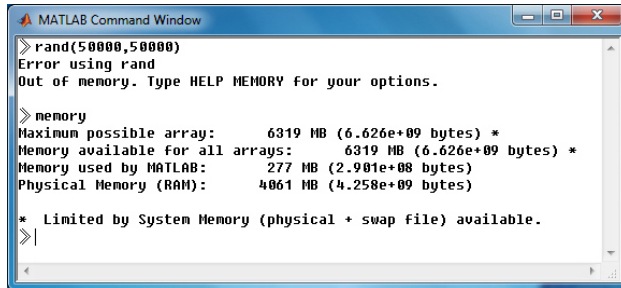 MATLAB Command Window
>> rand(50000,50000)
Error using rand
Out of memory. Type HELP MEMORY for your options.
>> memory
Maximum possible array: 6319 MB (6.626e+09 bytes) *
Memory available for all arrays: 6319 MB (6.626e+09 bytes) *
Memory used by MATLAB: 277 MB (2.901e+08 bytes)
Physical Memory (RAM): 4061 MB (4.258e+09 bytes)
* Limited by System Memory (physical + swap file) available.
>>